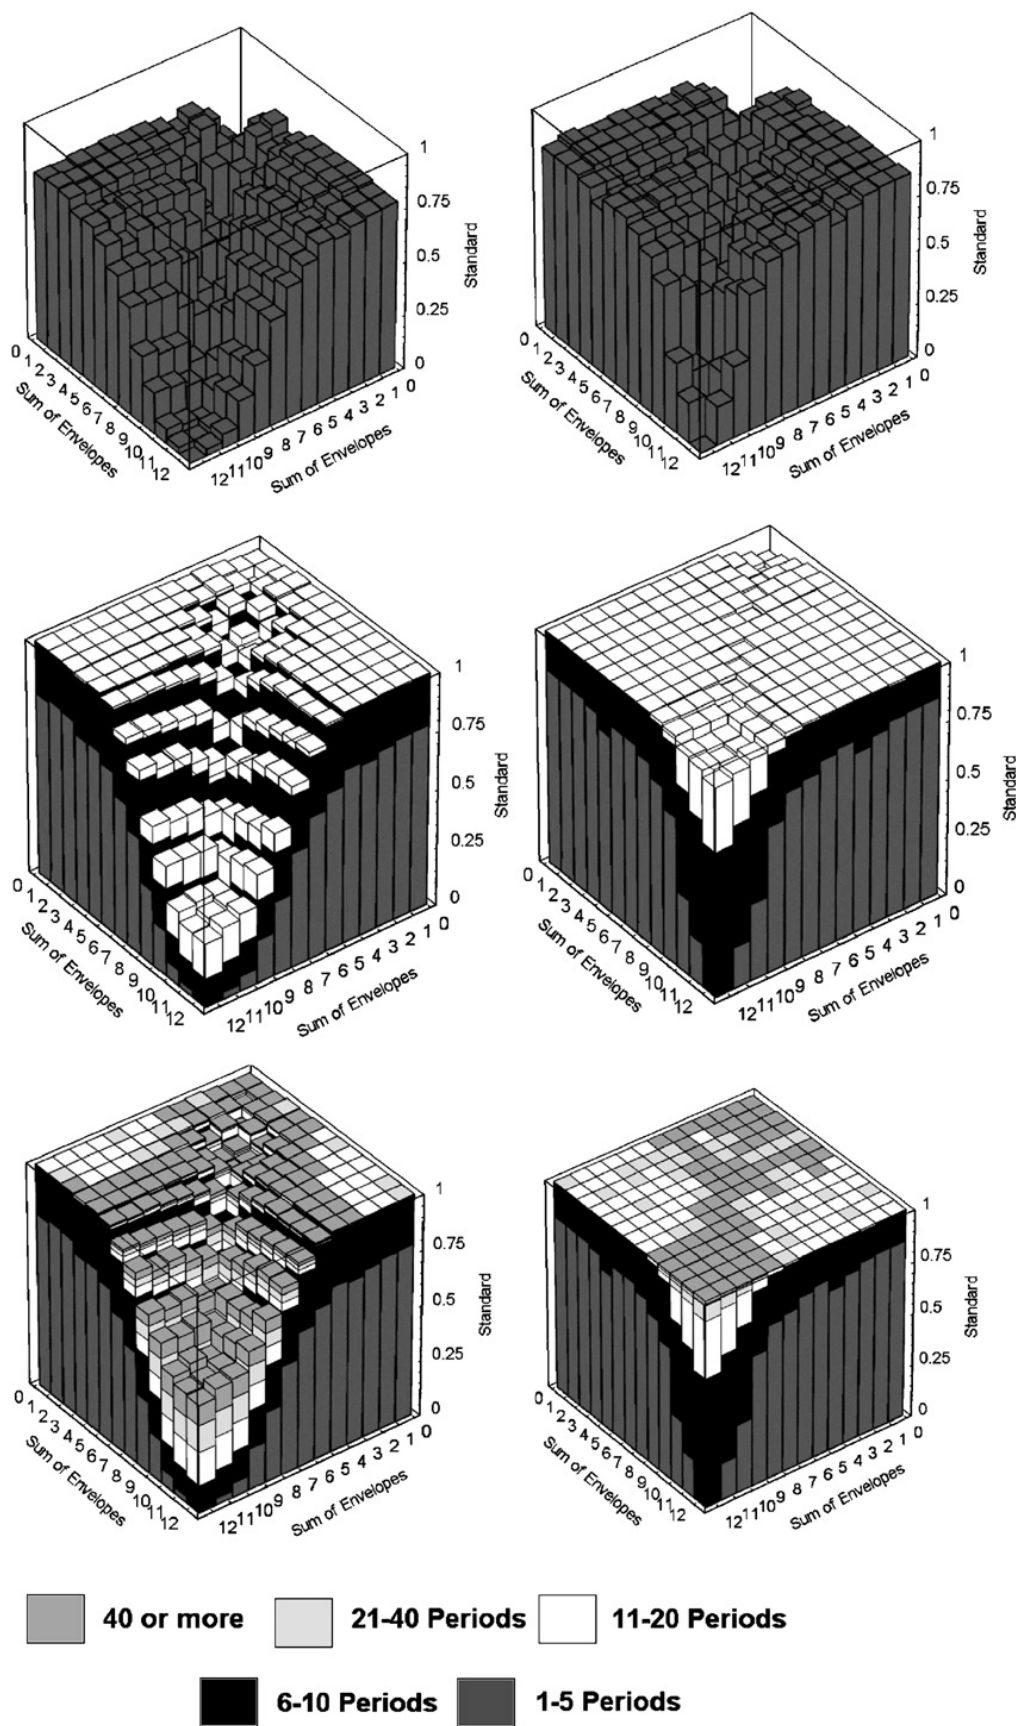 1
0.75
0.5
0.25
0
Standard
0 1 2 3 4 5 6 7 8 9 10 11 12
Sum of Envelopes
12 11 10 9 8 7 6 5 4 3 2 1 0
Sum of Envelopes
1
0.75
0.5
0.25
0
Standard
0 1 2 3 4 5 6 7 8 9 10 11 12
Sum of Envelopes
12 11 10 9 8 7 6 5 4 3 2 1 0
Sum of Envelopes
1
0.75
0.5
0.25
0
Standard
0 1 2 3 4 5 6 7 8 9 10 11 12
Sum of Envelopes
12 11 10 9 8 7 6 5 4 3 2 1 0
Sum of Envelopes
1
0.75
0.5
0.25
0
Standard
0 1 2 3 4 5 6 7 8 9 10 11 12
Sum of Envelopes
12 11 10 9 8 7 6 5 4 3 2 1 0
Sum of Envelopes
1
0.75
0.5
0.25
0
Standard
0 1 2 3 4 5 6 7 8 9 10 11 12
Sum of Envelopes
12 11 10 9 8 7 6 5 4 3 2 1 0
Sum of Envelopes
1
0.75
0.5
0.25
0
Standard
0 1 2 3 4 5 6 7 8 9 10 11 12
Sum of Envelopes
12 11 10 9 8 7 6 5 4 3 2 1 0
Sum of Envelopes
40 or more
21-40 Periods
11-20 Periods
6-10 Periods
1-5 Periods